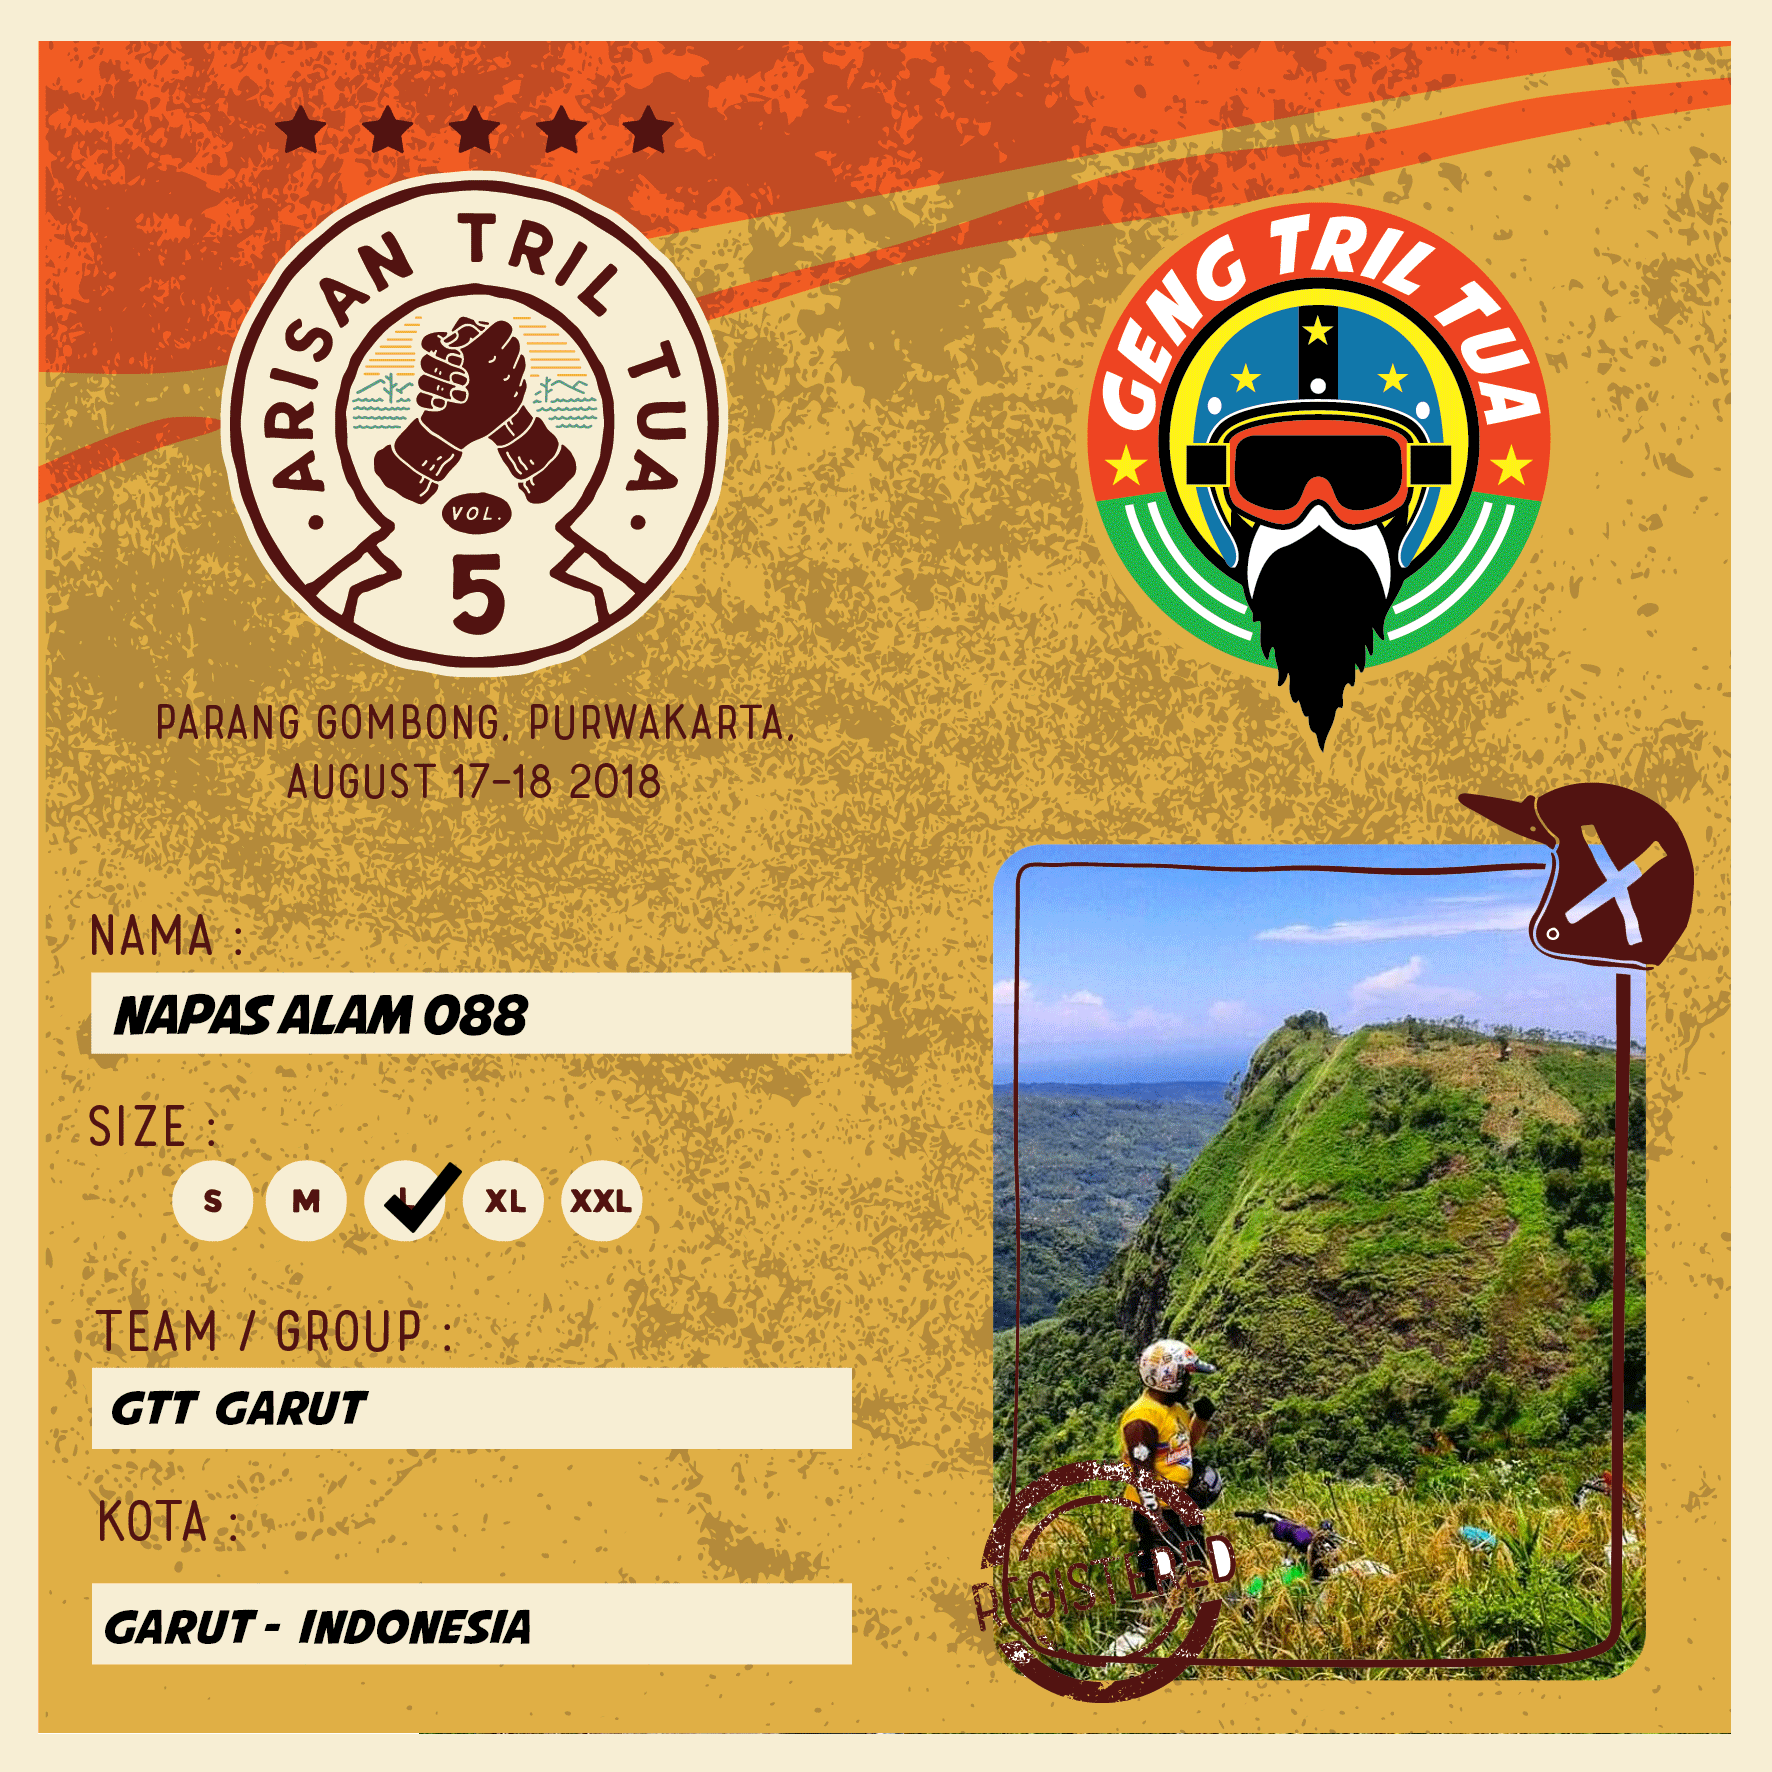 ARISAN TRIL TUA
VOL.
5
GENG TRIL TUA
PARANG GOMBONG, PURWAKARTA,
AUGUST 17-18 2018
NAMA :
NAPAS ALAM 088
SIZE :
S M L XL XXL
TEAM / GROUP :
GTT GARUT
KOTA :
GARUT - INDONESIA
REGISTERED